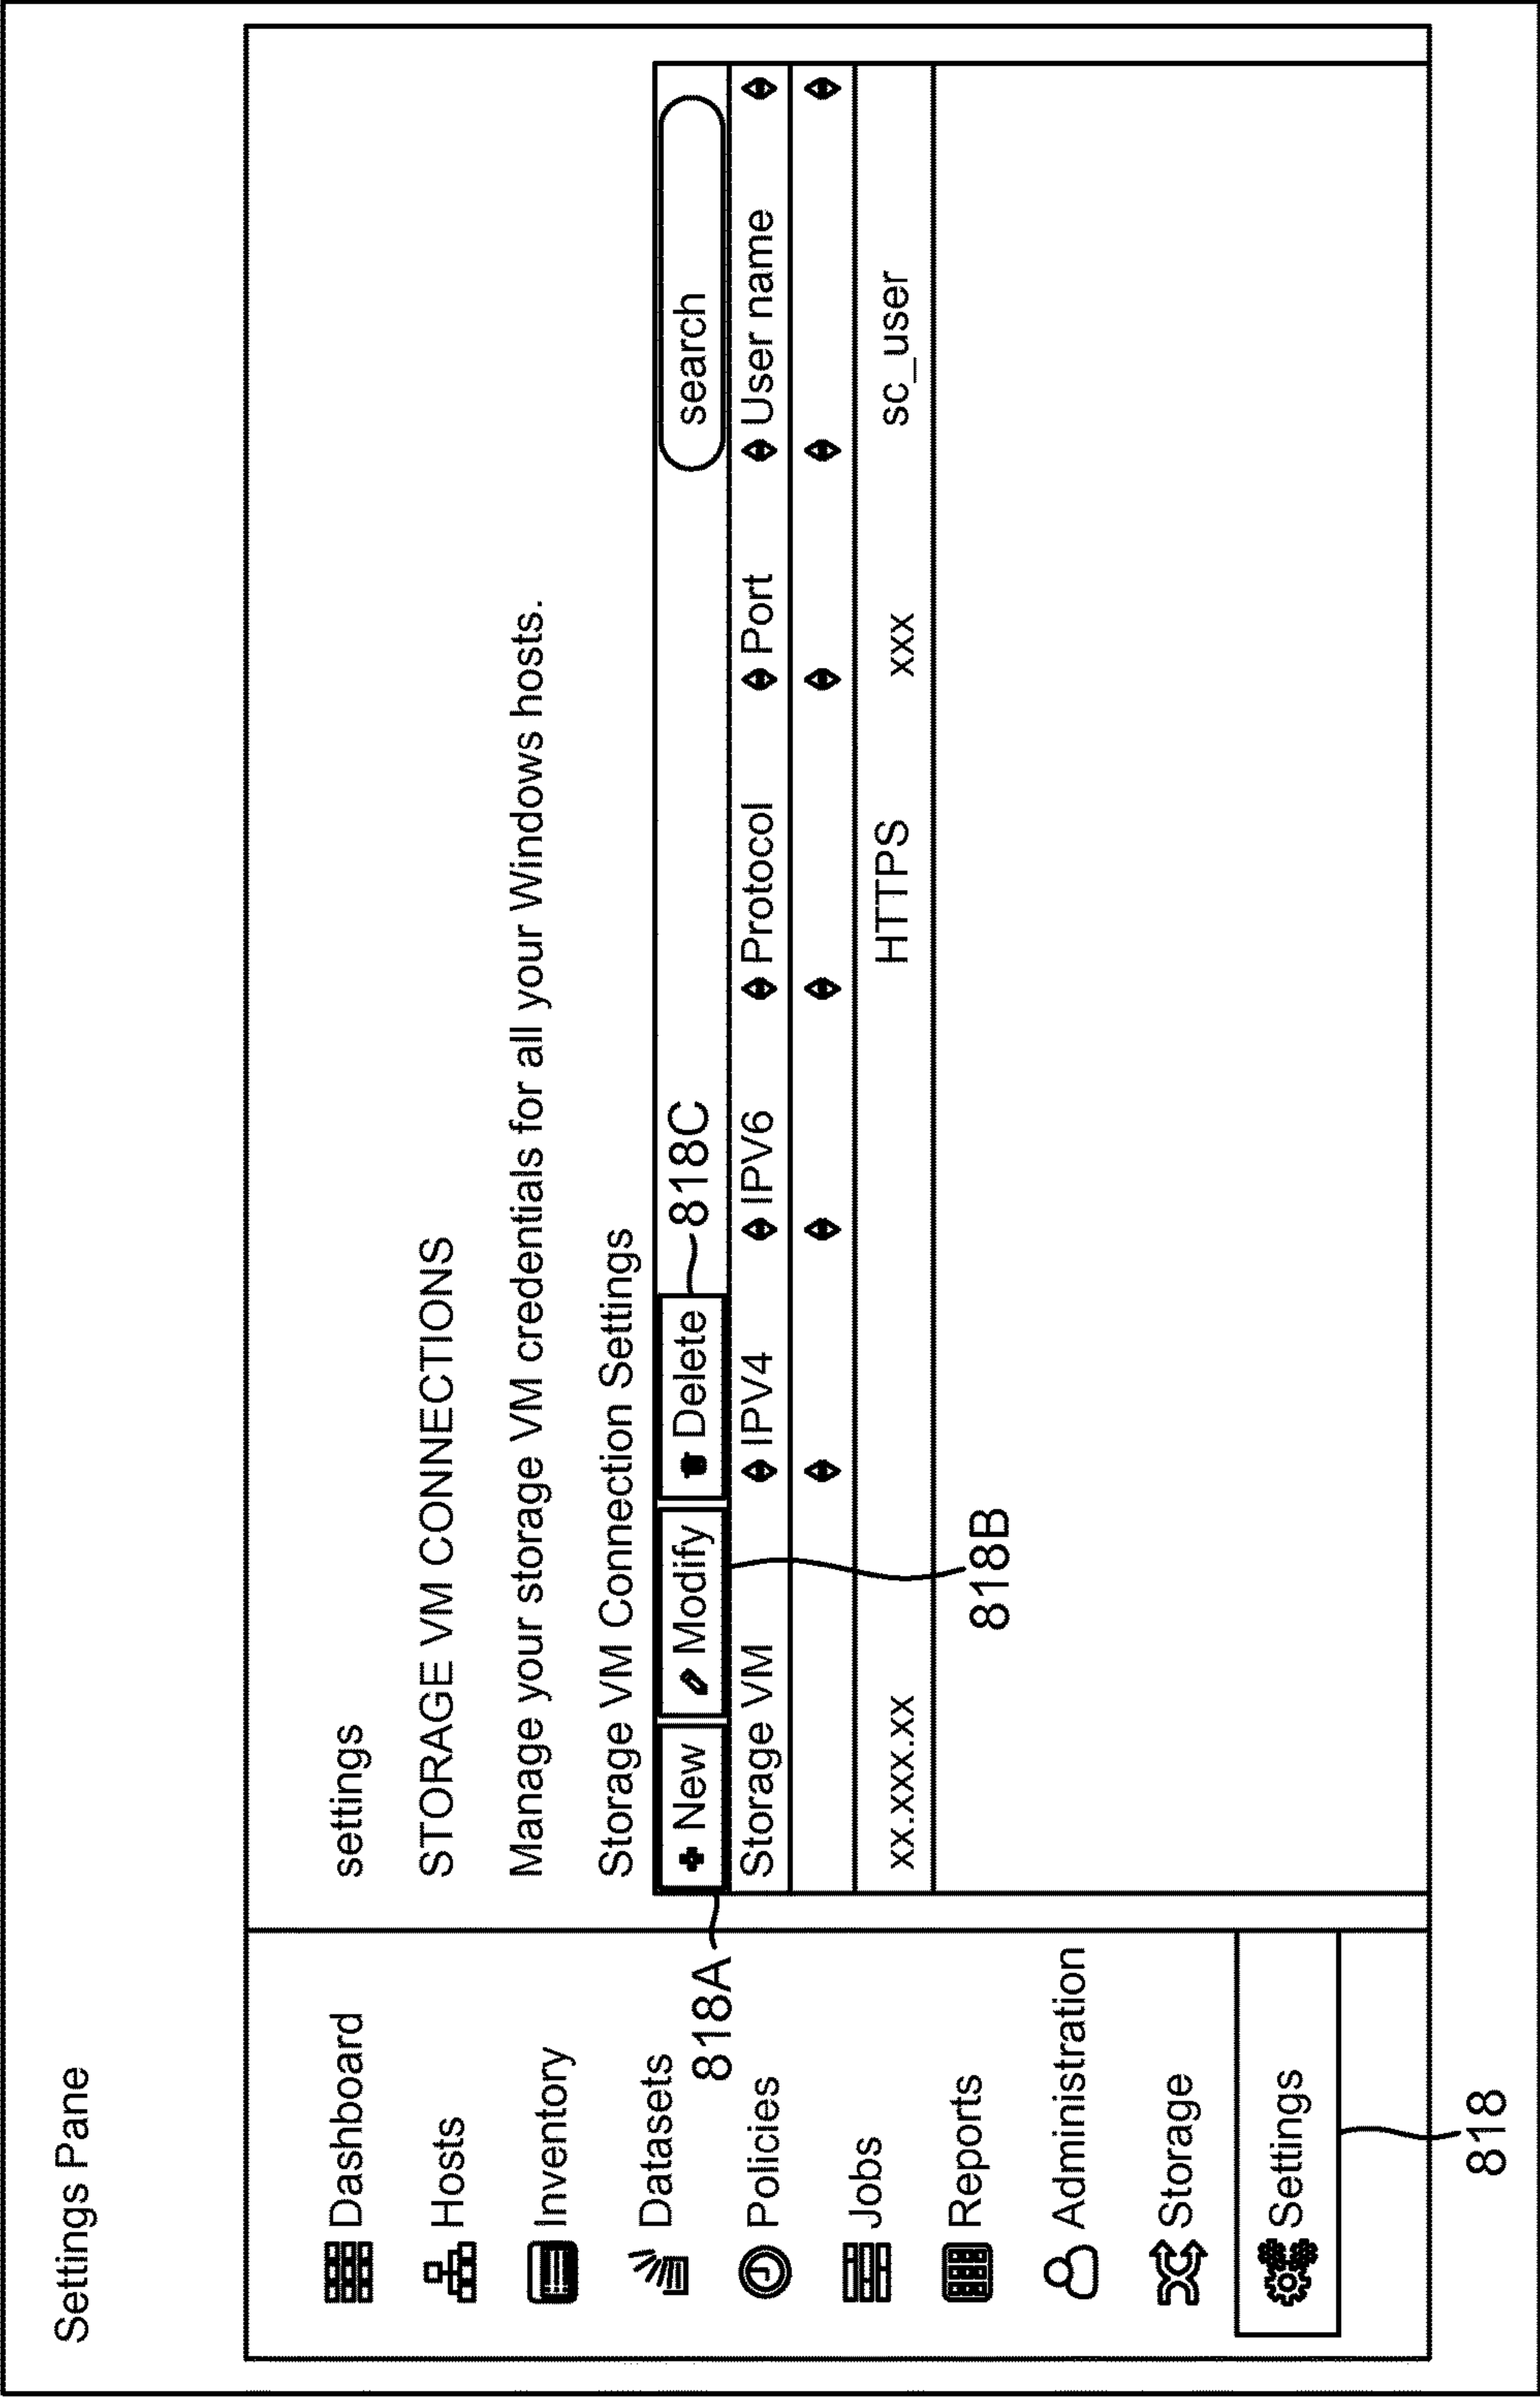 Settings Pane
Dashboard
Hosts
Inventory
Datasets
Policies
Jobs
Reports
Administration
Storage
Settings
818
settings
STORAGE VM CONNECTIONS
Manage your storage VM credentials for all your Windows hosts.
Storage VM Connection Settings
818A
New Modify Delete 818C search
Storage VM IPV4 IPV6 Protocol Port User name
xx.xxx.xx HTTPS xxx sc_user
818B